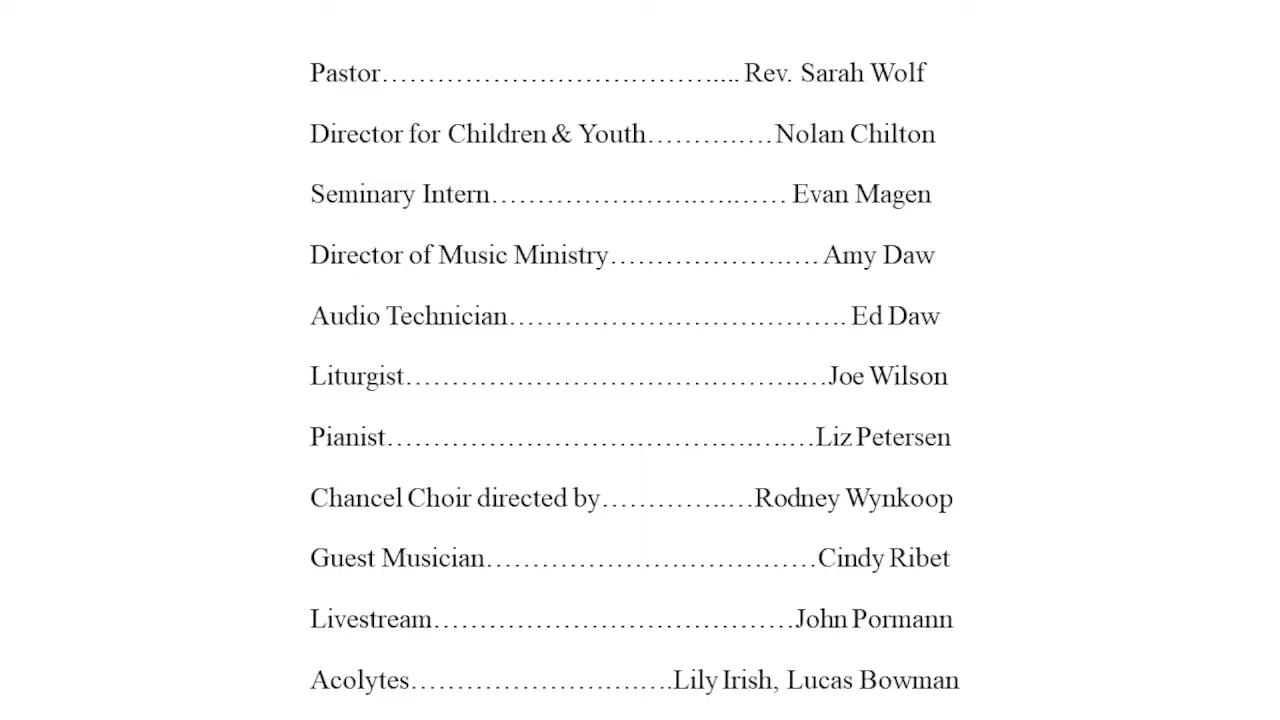 Pastor……………………………….... Rev. Sarah Wolf
Director for Children & Youth……….….Nolan Chilton
Seminary Intern…………….…….….…… Evan Magen
Director of Music Ministry……………….…. Amy Daw
Audio Technician………………………………. Ed Daw
Liturgist…………………………………….…Joe Wilson
Pianist………………………………….….…Liz Petersen
Chancel Choir directed by…………..…Rodney Wynkoop
Guest Musician………………………………Cindy Ribet
Livestream…………………………………John Pormann
Acolytes…………………….….Lily Irish, Lucas Bowman